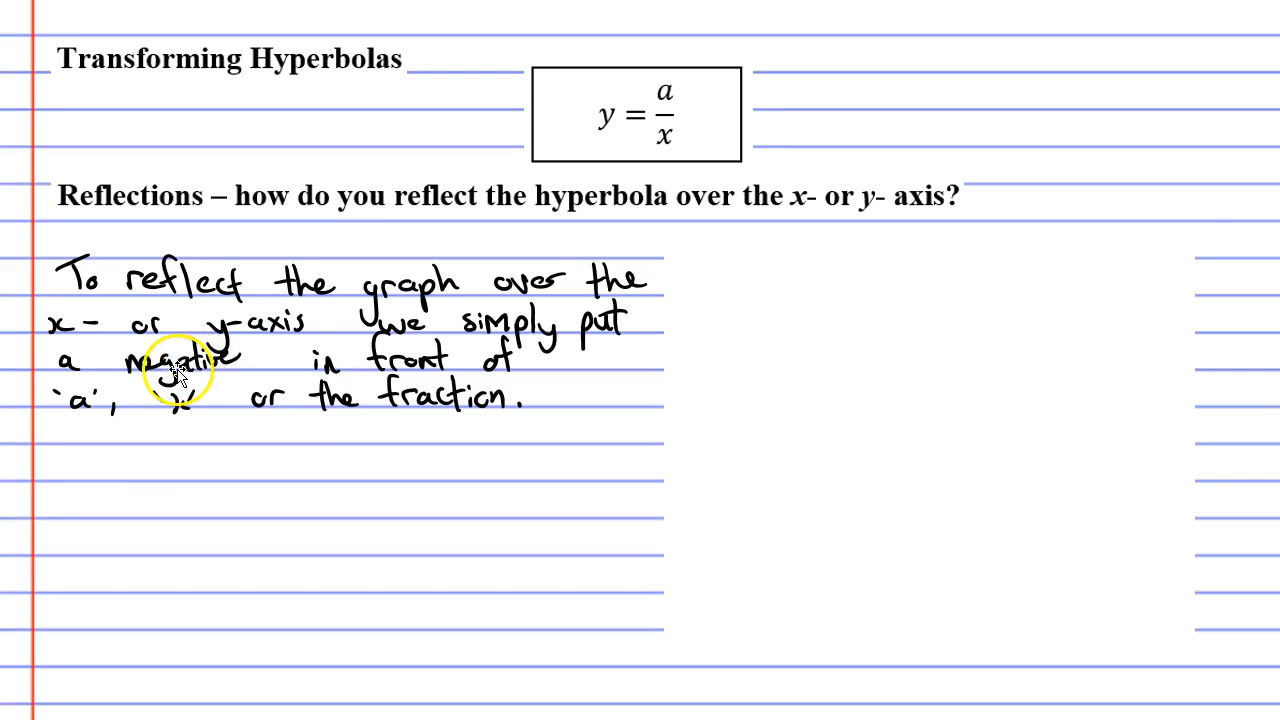 Transforming Hyperbolas
y = a/x
Reflections – how do you reflect the hyperbola over the x- or y- axis?
To reflect the graph over the
x- or y-axis we simply put
a negative in front of
'a', 'x' or the fraction.